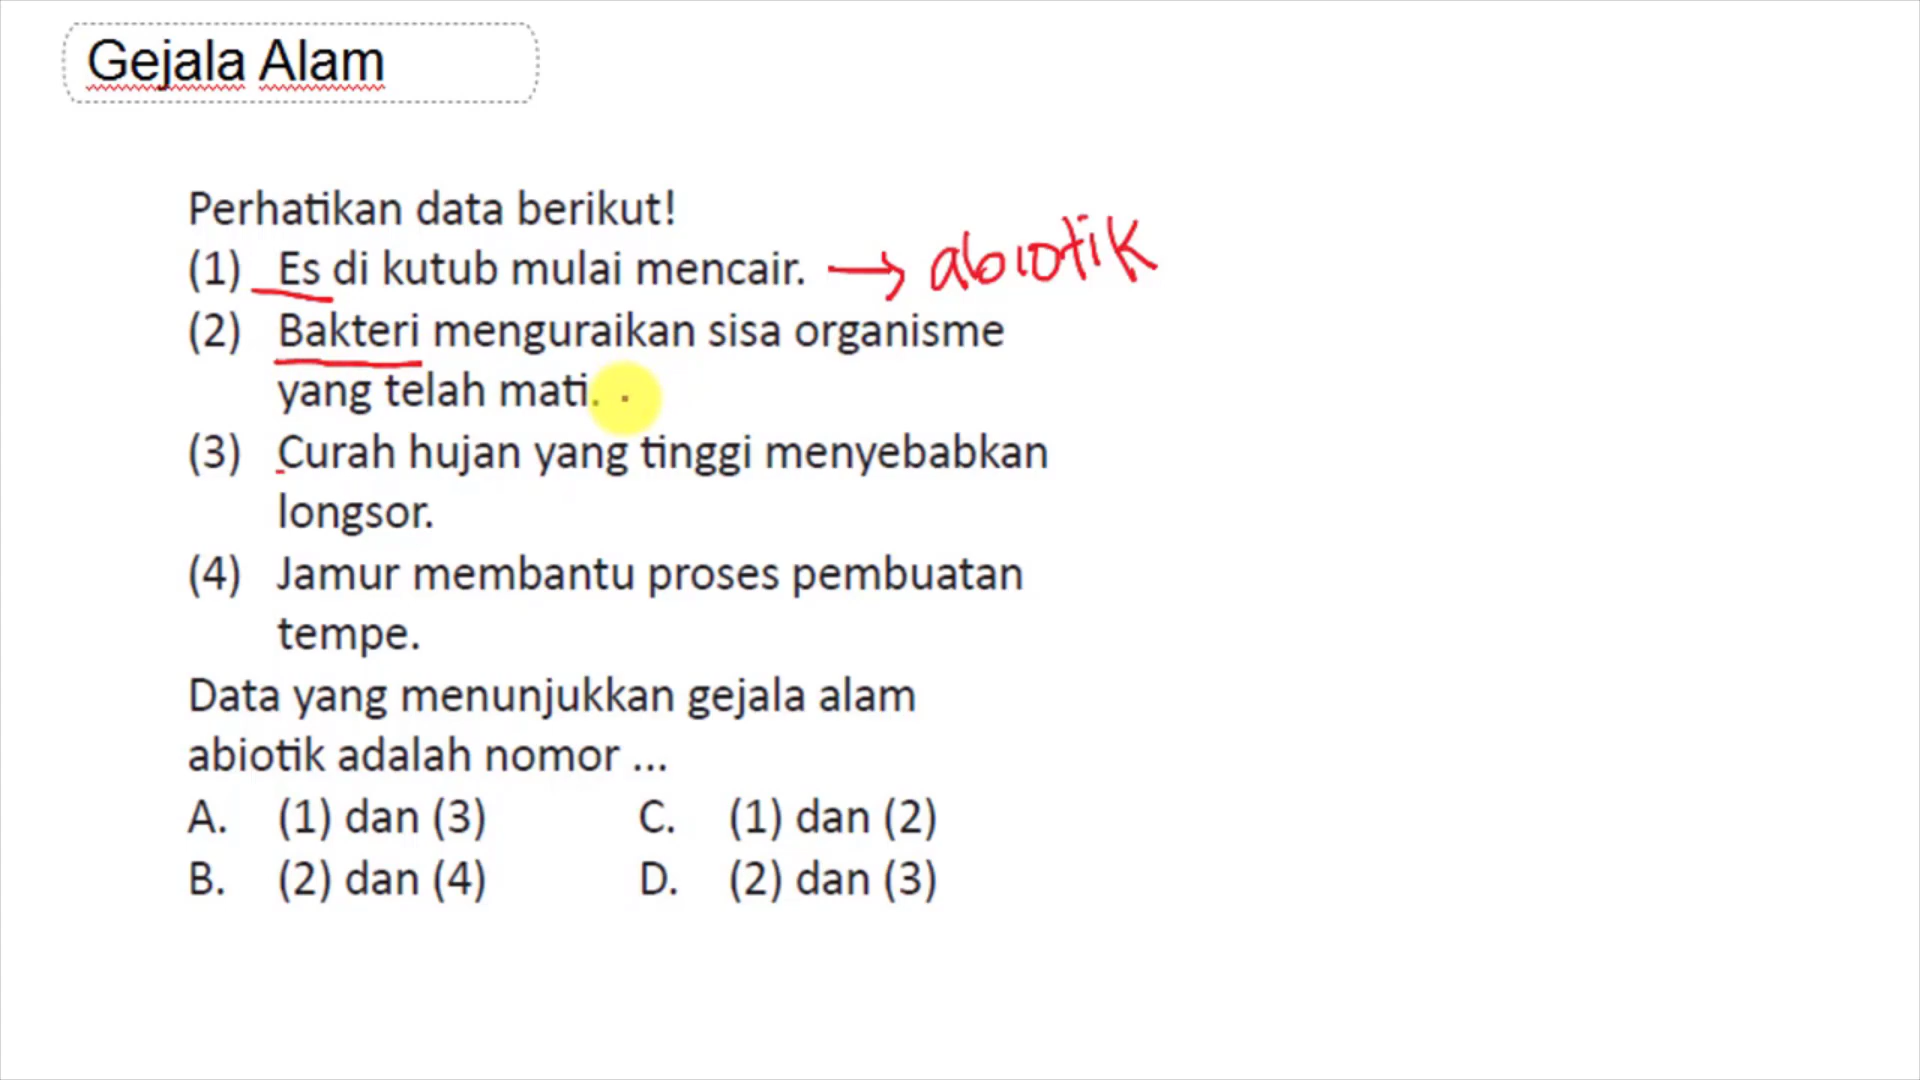 Gejala Alam
Perhatikan data berikut!
(1) Es di kutub mulai mencair. → abiotik
(2) Bakteri menguraikan sisa organisme
yang telah mati.
(3) Curah hujan yang tinggi menyebabkan
longsor.
(4) Jamur membantu proses pembuatan
tempe.
Data yang menunjukkan gejala alam
abiotik adalah nomor ...
A. (1) dan (3) C. (1) dan (2)
B. (2) dan (4) D. (2) dan (3)